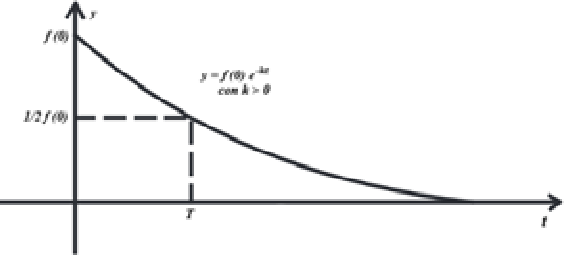 y
f (0)
y = f (0) e^-kt
con k > 0
1/2 f (0)
T
t